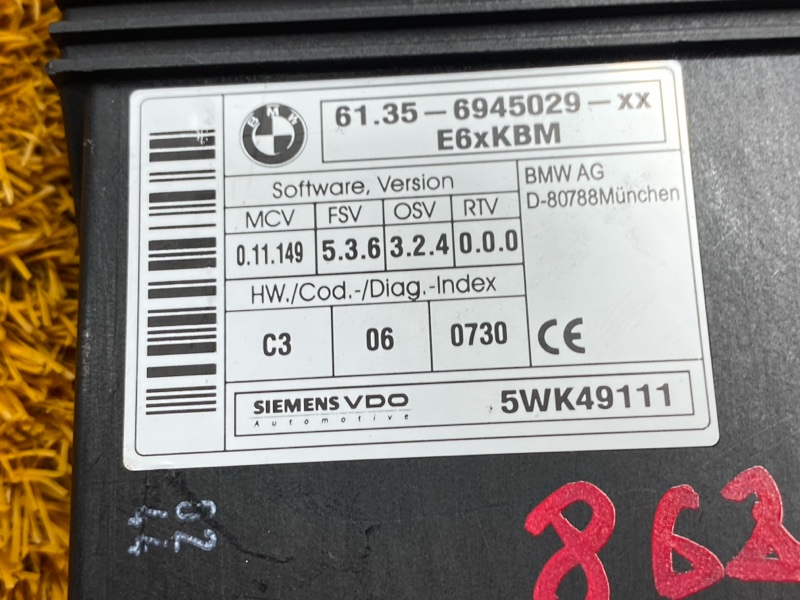 BMW
61.35-6945029-xx
E6xKBM
Software, Version
MCV FSV OSV RTV
0.11.149 5.3.6 3.2.4 0.0.0
HW./Cod.-/Diag.-Index
C3 06 0730
BMW AG
D-80788München
CE
SIEMENS VDO
Automotive
5WK49111
862